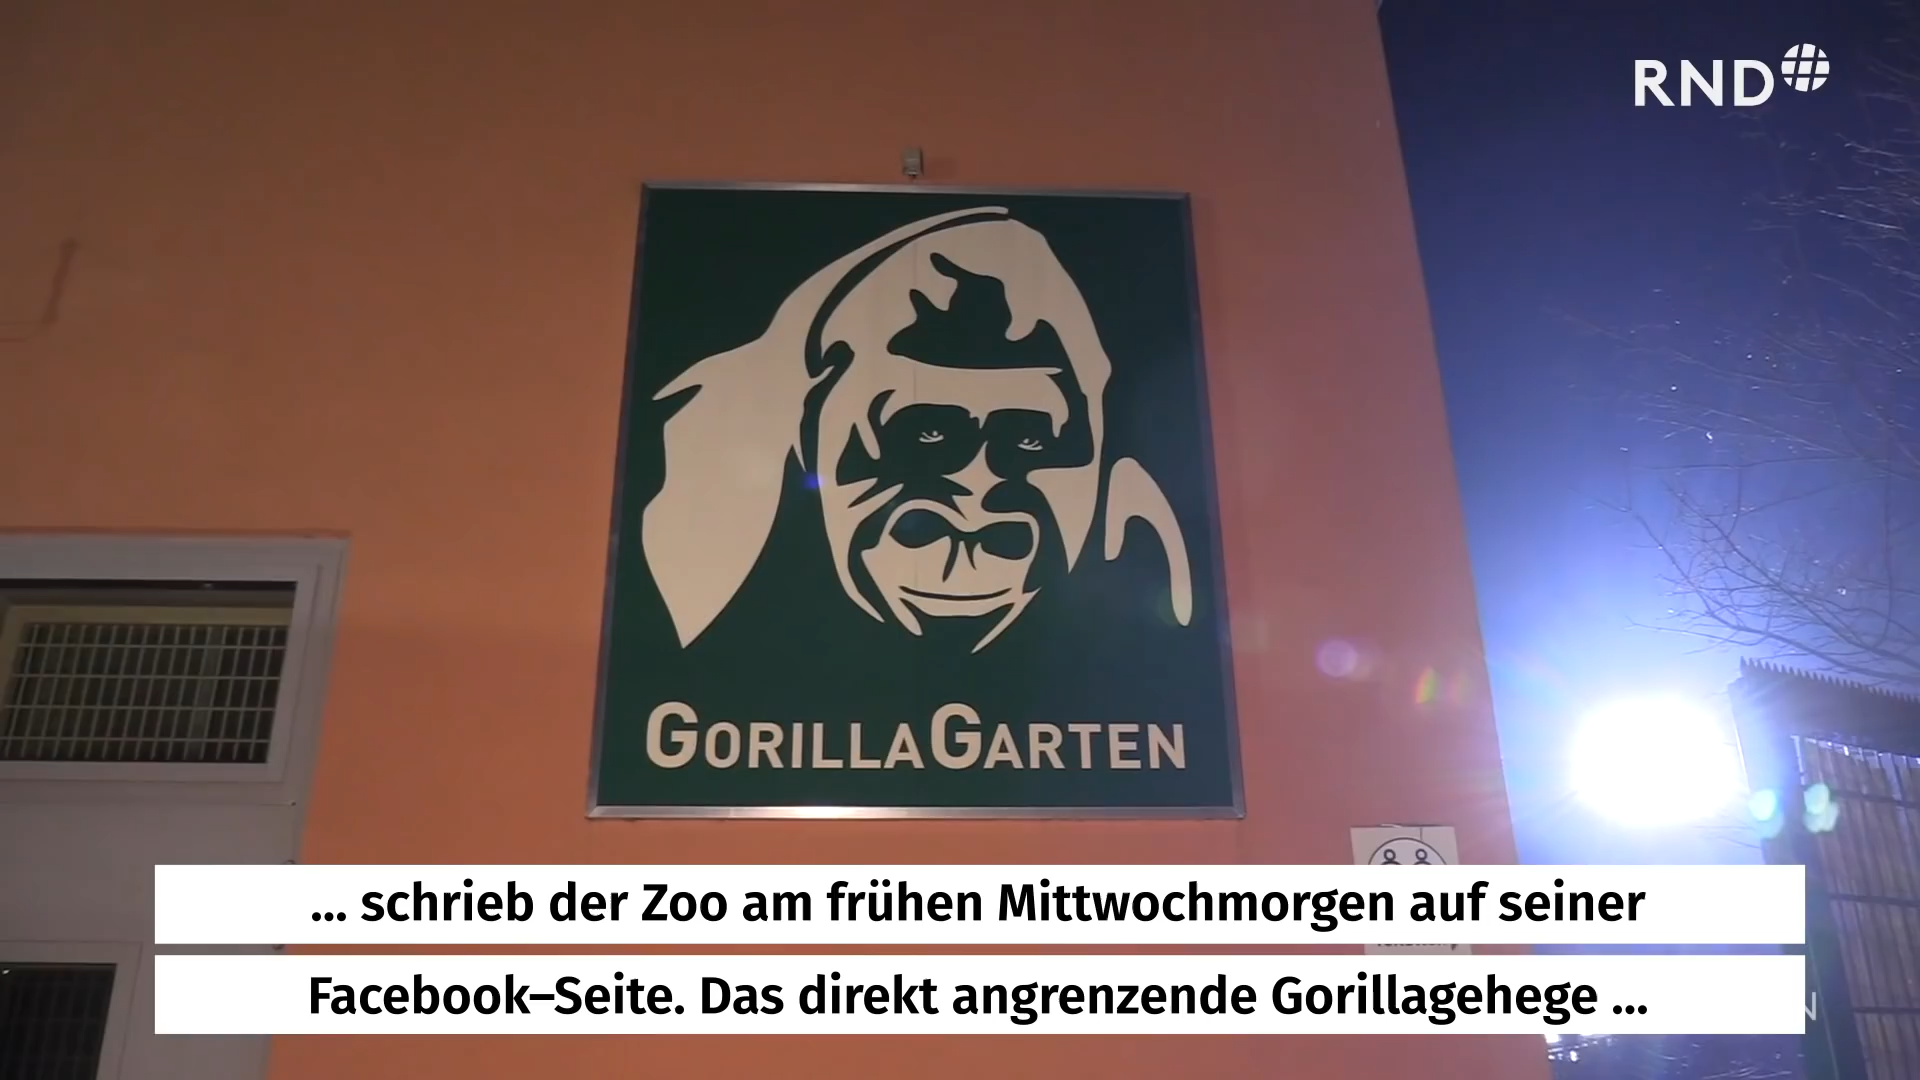 RND
GORILLAGARTEN
... schrieb der Zoo am frühen Mittwochmorgen auf seiner
Facebook–Seite. Das direkt angrenzende Gorillagehege ...